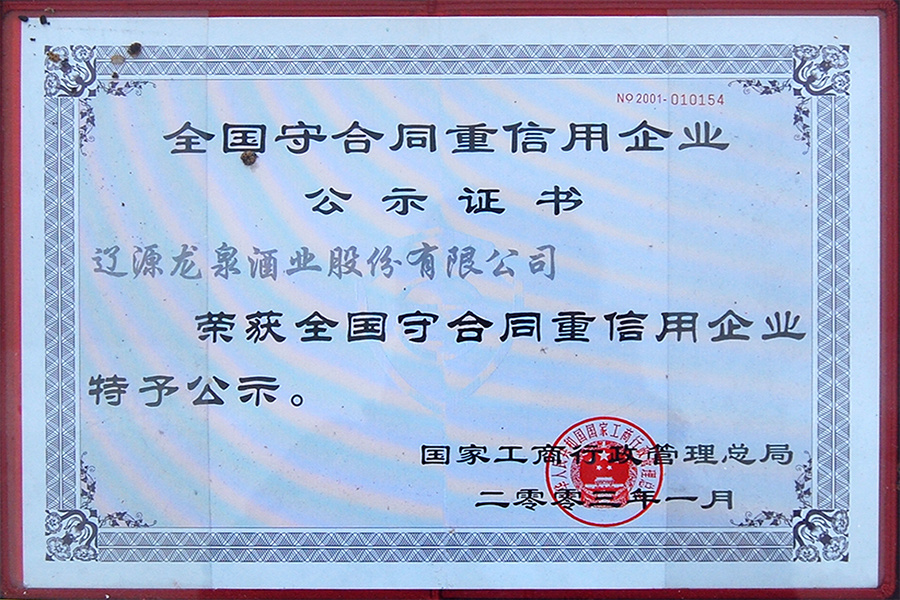 No 2001-010154
全国守合同重信用企业
公示证书
辽源龙泉酒业股份有限公司
荣获全国守合同重信用企业
特予公示。
国家工商行政管理总局
二零零三年一月